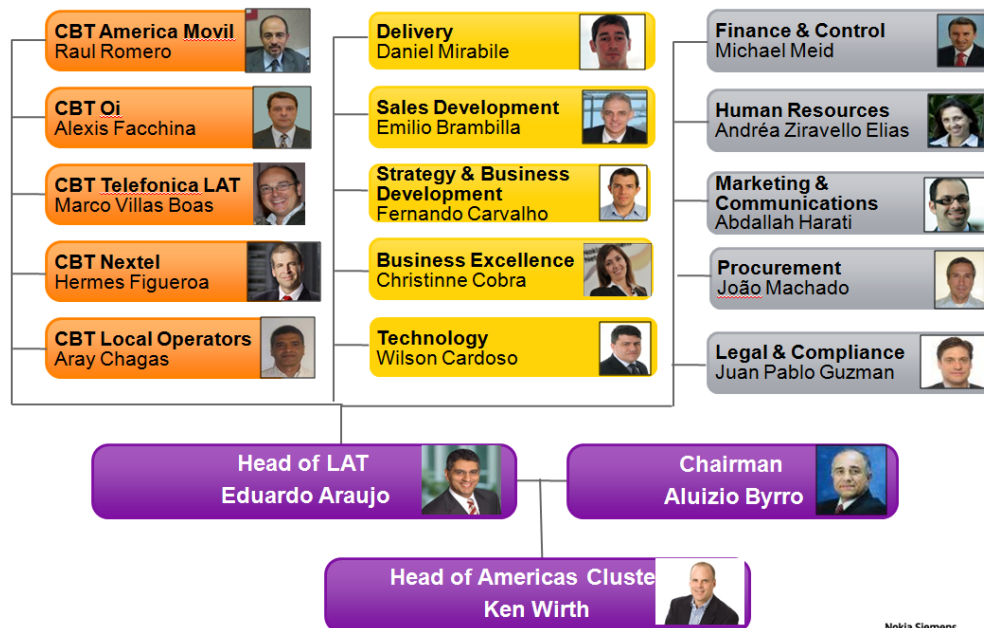 CBT America Movil
Raul Romero
CBT Oi
Alexis Facchina
CBT Telefonica LAT
Marco Villas Boas
CBT Nextel
Hermes Figueroa
CBT Local Operators
Aray Chagas
Delivery
Daniel Mirabile
Sales Development
Emilio Brambilla
Strategy & Business
Development
Fernando Carvalho
Business Excellence
Christinne Cobra
Technology
Wilson Cardoso
Finance & Control
Michael Meid
Human Resources
Andréa Ziravello Elias
Marketing &
Communications
Abdallah Harati
Procurement
João Machado
Legal & Compliance
Juan Pablo Guzman
Head of LAT
Eduardo Araujo
Chairman
Aluizio Byrro
Head of Americas Cluste
Ken Wirth
Nokia Siemens